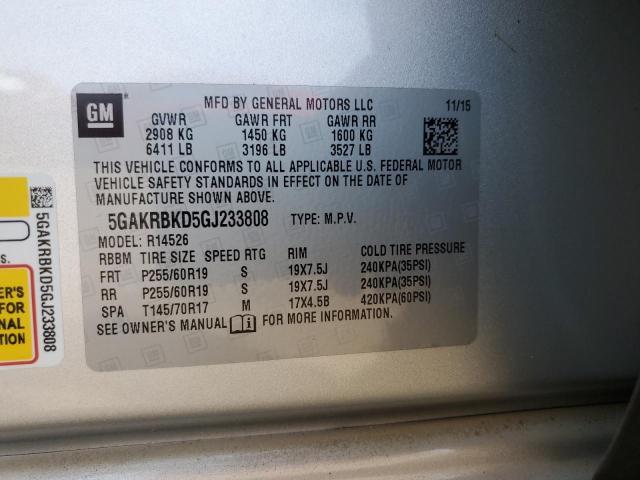 GM
MFD BY GENERAL MOTORS LLC 11/15
GVWR GAWR FRT GAWR RR
2908 KG 1450 KG 1600 KG
6411 LB 3196 LB 3527 LB
THIS VEHICLE CONFORMS TO ALL APPLICABLE U.S. FEDERAL MOTOR
VEHICLE SAFETY STANDARDS IN EFFECT ON THE DATE OF
MANUFACTURE SHOWN ABOVE.
5GAKRBKD5GJ233808 TYPE: M.P.V.
MODEL: R14526
RBBM TIRE SIZE SPEED RTG RIM COLD TIRE PRESSURE
FRT P255/60R19 S 19X7.5J 240KPA(35PSI)
RR P255/60R19 S 19X7.5J 240KPA(35PSI)
SPA T145/70R17 M 17X4.5B 420KPA(60PSI)
SEE OWNER'S MANUAL FOR MORE INFORMATION.
5GAKRBKD5GJ233808
ER'S
FOR
NAL
TION